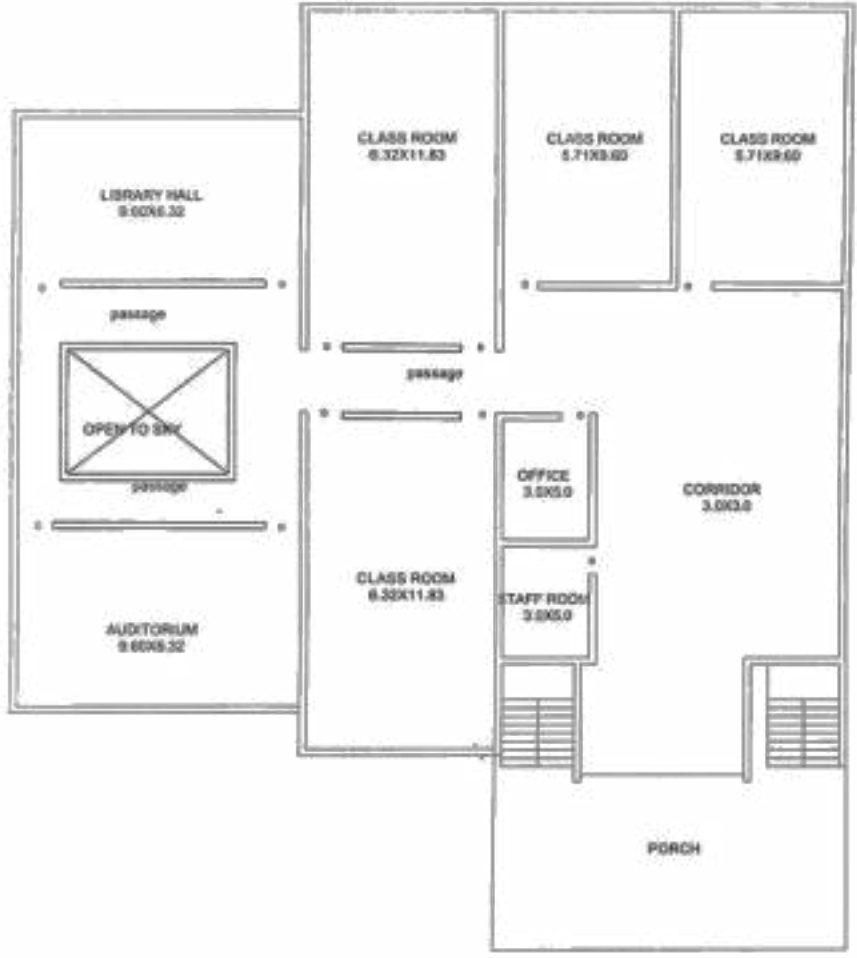 CLASS ROOM
6.32X11.83
CLASS ROOM
5.71X9.60
CLASS ROOM
5.71X9.60
LIBRARY HALL
9.60X6.32
passage
passage
OPEN TO SKY
passage
OFFICE
3.0X5.0
CORRIDOR
3.0X3.0
CLASS ROOM
6.32X11.83
STAFF ROOM
3.0X5.0
AUDITORIUM
9.60X6.32
PORCH